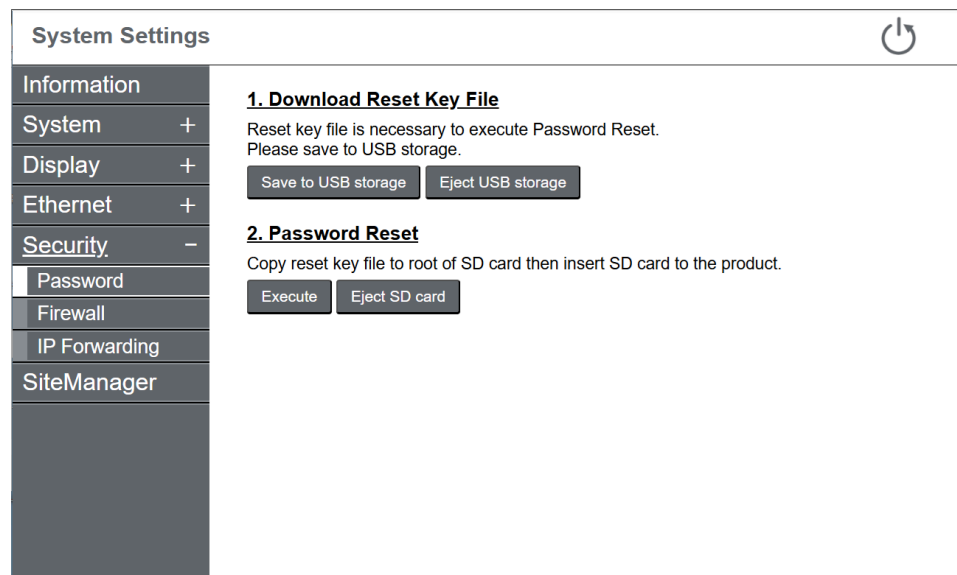 System Settings
Information
System +
Display +
Ethernet +
Security −
Password
Firewall
IP Forwarding
SiteManager
1. Download Reset Key File
Reset key file is necessary to execute Password Reset.
Please save to USB storage.
Save to USB storage Eject USB storage
2. Password Reset
Copy reset key file to root of SD card then insert SD card to the product.
Execute Eject SD card